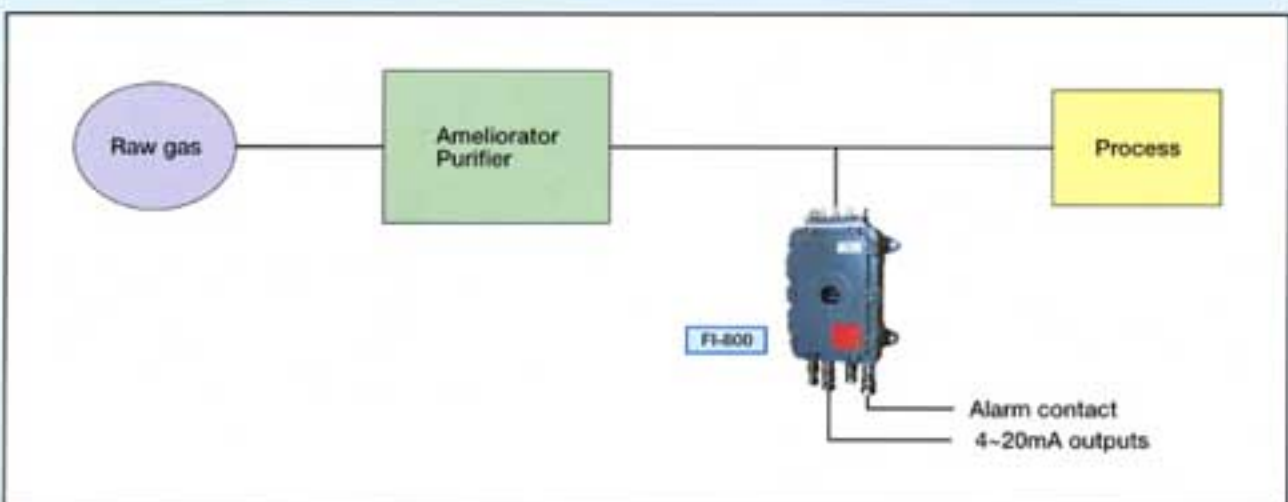 Raw gas
Ameliorator
Purifier
Process
FI-800
Alarm contact
4~20mA outputs